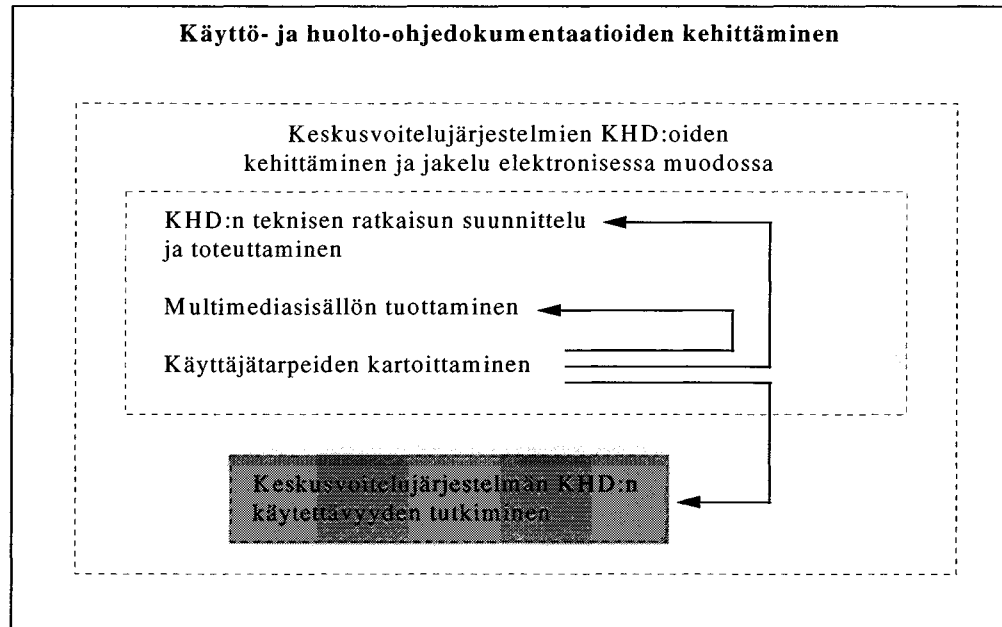 Käyttö- ja huolto-ohjedokumentaatioiden kehittäminen
Keskusvoitelujärjestelmien KHD:oiden
kehittäminen ja jakelu elektronisessa muodossa
KHD:n teknisen ratkaisun suunnittelu
ja toteuttaminen
Multimediasisällön tuottaminen
Käyttäjätarpeiden kartoittaminen
Keskusvoitelujärjestelmän KHD:n
käytettävyyden tutkiminen